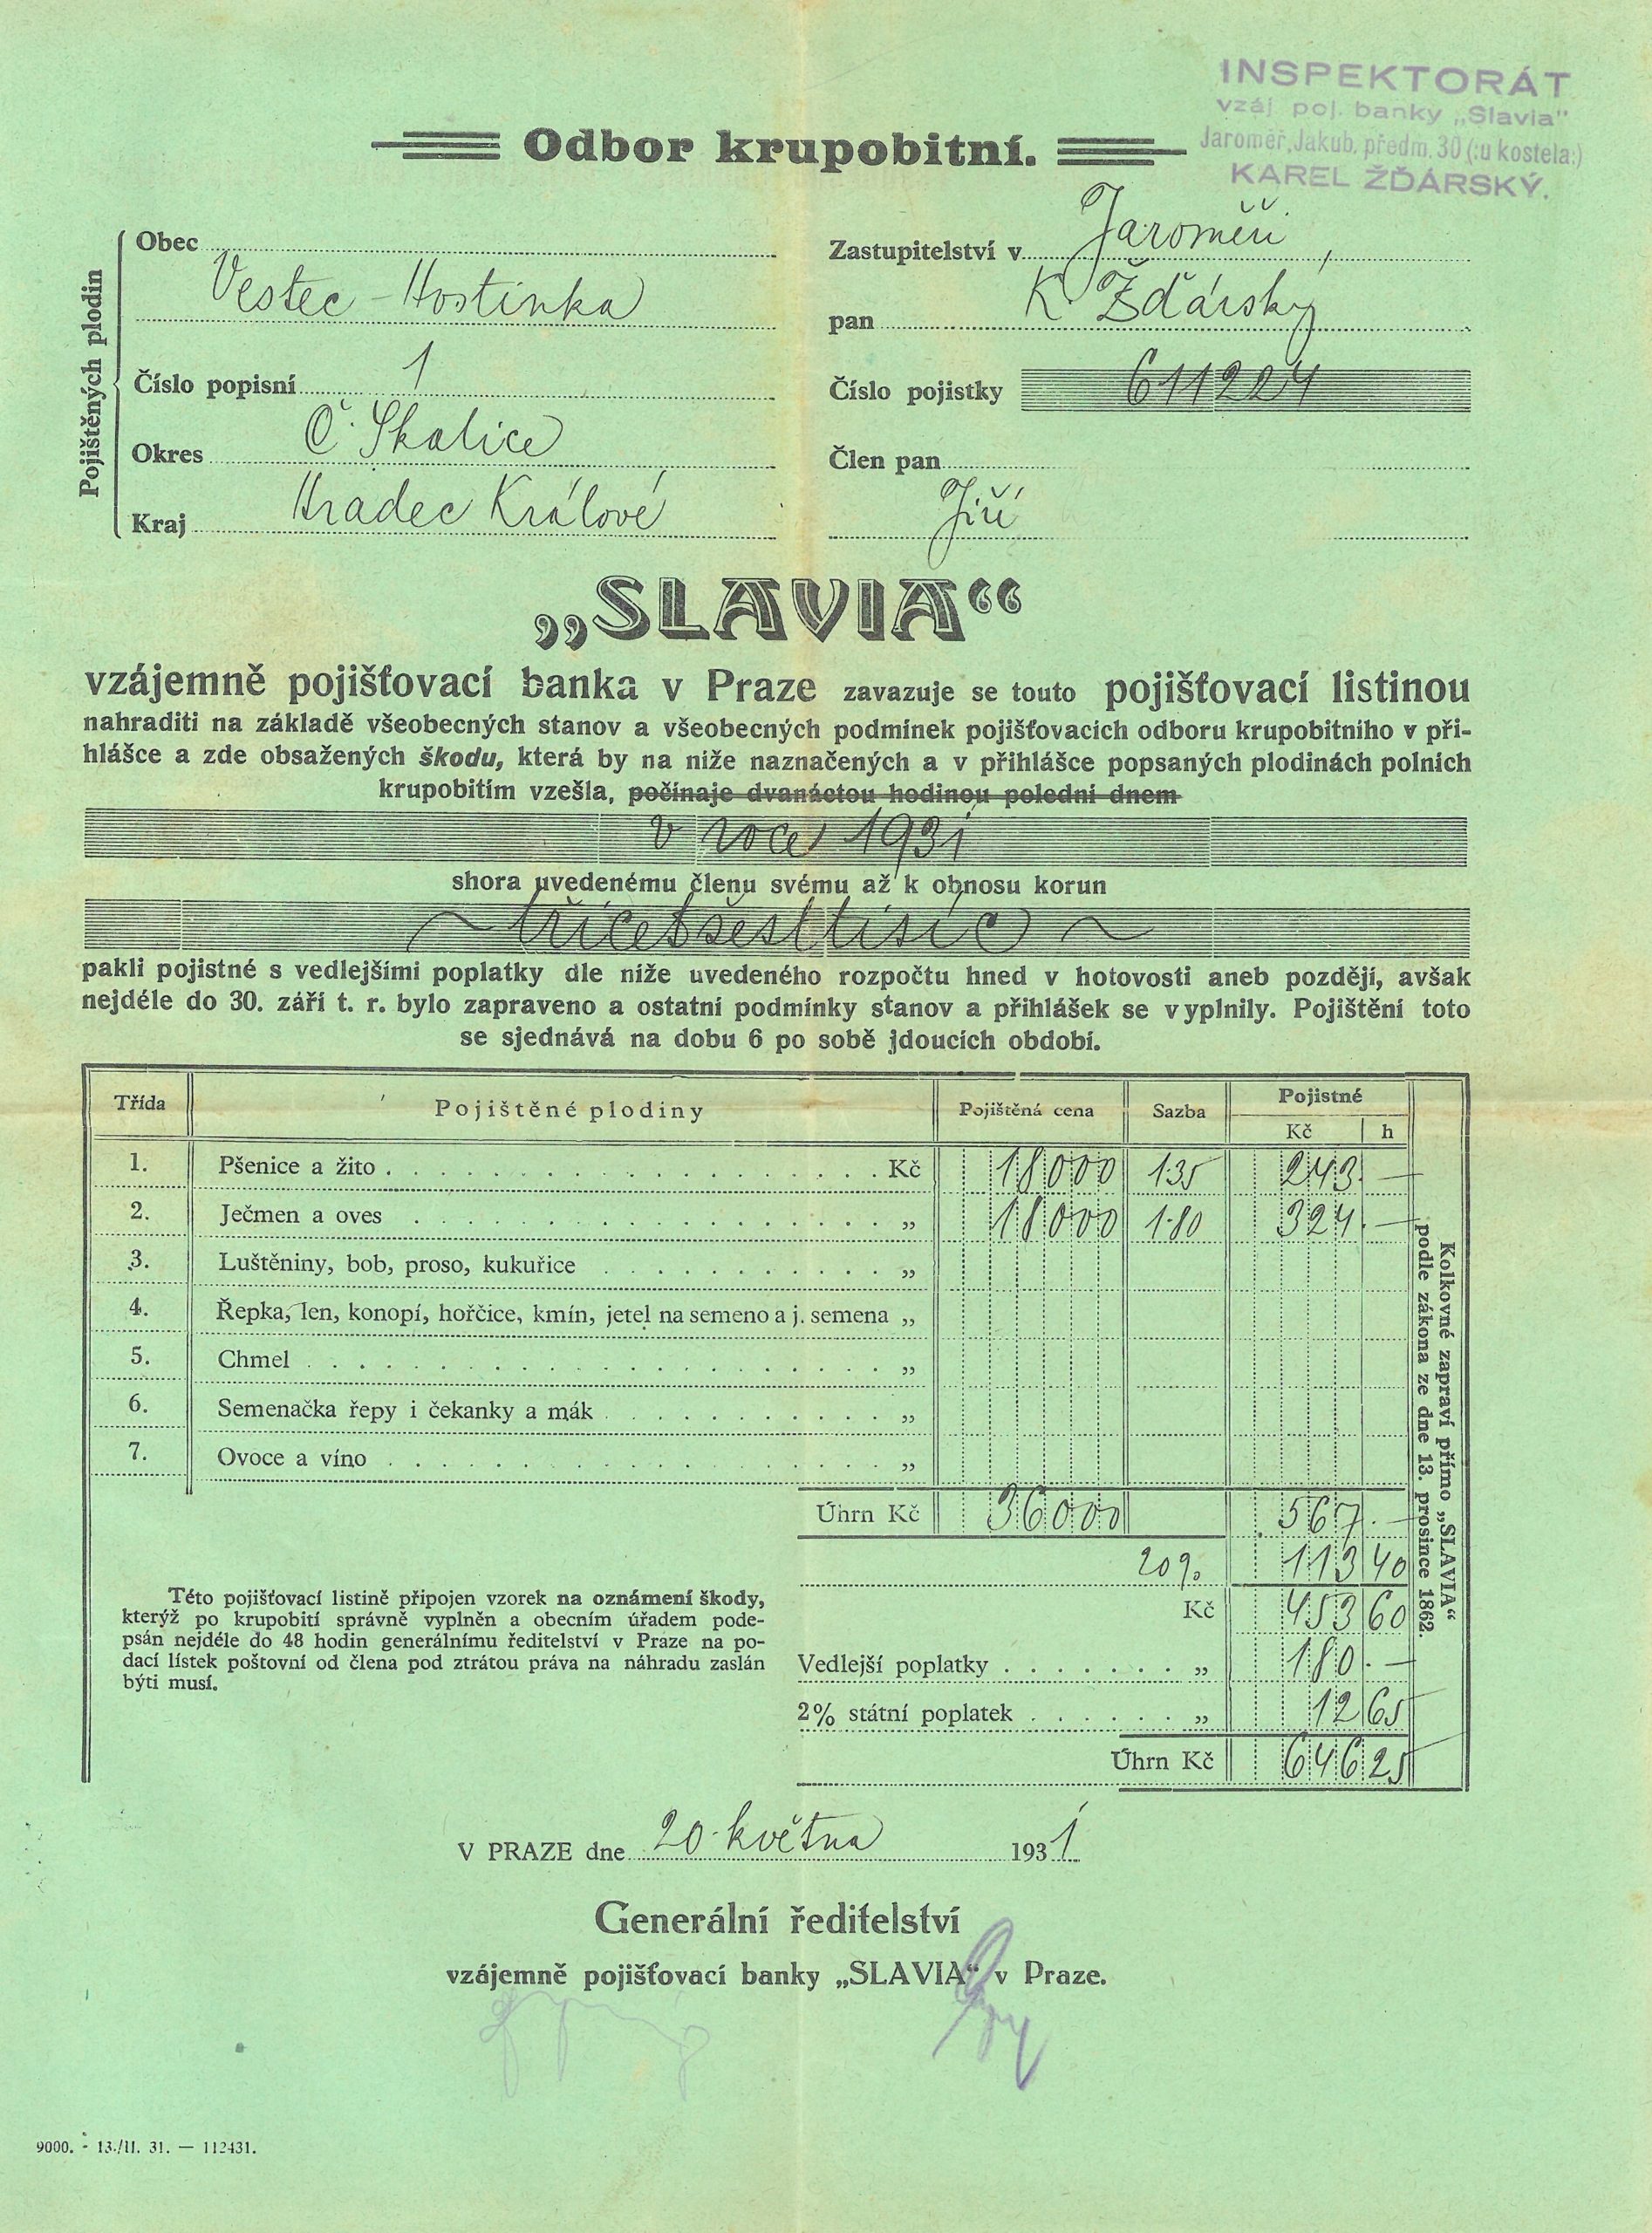 INSPEKTORÁT
vzáj. poj. banky „Slavia"
Jaroměř, Jakub. předm. 30 (:u kostela:)
KAREL ŽĎÁRSKÝ.
Odbor krupobitní.
Pojištěných plodin
Obec
Vestec - Hostinka
Číslo popisní 1
Okres Č. Skalice
Kraj Hradec Králové
Zastupitelství v Jaroměři,
pan K. Žďárský
Číslo pojistky 611224
Člen pan
Jiří
„SLAVIA“
vzájemně pojišťovací banka v Praze zavazuje se touto pojišťovací listinou
nahraditi na základě všeobecných stanov a všeobecných podmínek pojišťovacích odboru krupobitního v při-
hlášce a zde obsažených škodu, která by na níže naznačených a v přihlášce popsaných plodinách polních
krupobitím vzešla, počínaje dvanáctou hodinou polední dnem
v roce 1931
shora uvedenému členu svému až k obnosu korun
~ třicetšesttisíc ~
pakli pojistné s vedlejšími poplatky dle níže uvedeného rozpočtu hned v hotovosti aneb později, avšak
nejdéle do 30. září t. r. bylo zapraveno a ostatní podmínky stanov a přihlášek se vyplnily. Pojištění toto
se sjednává na dobu 6 po sobě jdoucích období.
Třída Pojištěné plodiny Pojištěná cena Sazba Pojistné
Kč h
1. Pšenice a žito Kč 18000 1·35 243·—
2. Ječmen a oves „ 18000 1·80 324·—
3. Luštěniny, bob, proso, kukuřice „
4. Řepka, len, konopí, hořčice, kmín, jetel na semeno a j. semena „
5. Chmel „
6. Semenačka řepy i čekanky a mák „
7. Ovoce a víno „
Úhrn Kč 36000 567·—
20% 113 40
Kč 453 60
Vedlejší poplatky „ 180·—
2% státní poplatek „ 12 65
Úhrn Kč 646 25
Kolkovné zapraví přímo „SLAVIA“
podle zákona ze dne 13. prosince 1862.
Této pojišťovací listině připojen vzorek na oznámení škody,
kterýž po krupobití správně vyplněn a obecním úřadem pode-
psán nejdéle do 48 hodin generálnímu ředitelství v Praze na po-
dací lístek poštovní od člena pod ztrátou práva na náhradu zaslán
býti musí.
V PRAZE dne 20. května 1931
Generální ředitelství
vzájemně pojišťovací banky „SLAVIA“ v Praze.
9000. - 13./II. 31. — 112431.